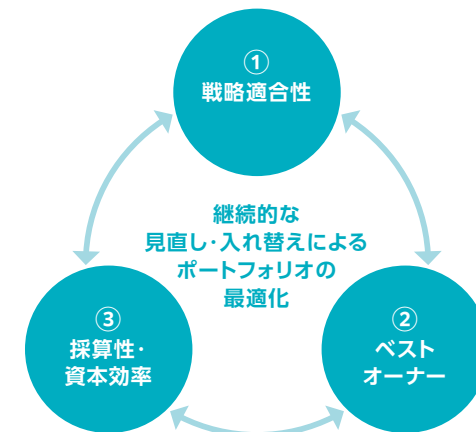 ①
戦略適合性
継続的な
見直し・入れ替えによる
ポートフォリオの
最適化
②
ベスト
オーナー
③
採算性・
資本効率